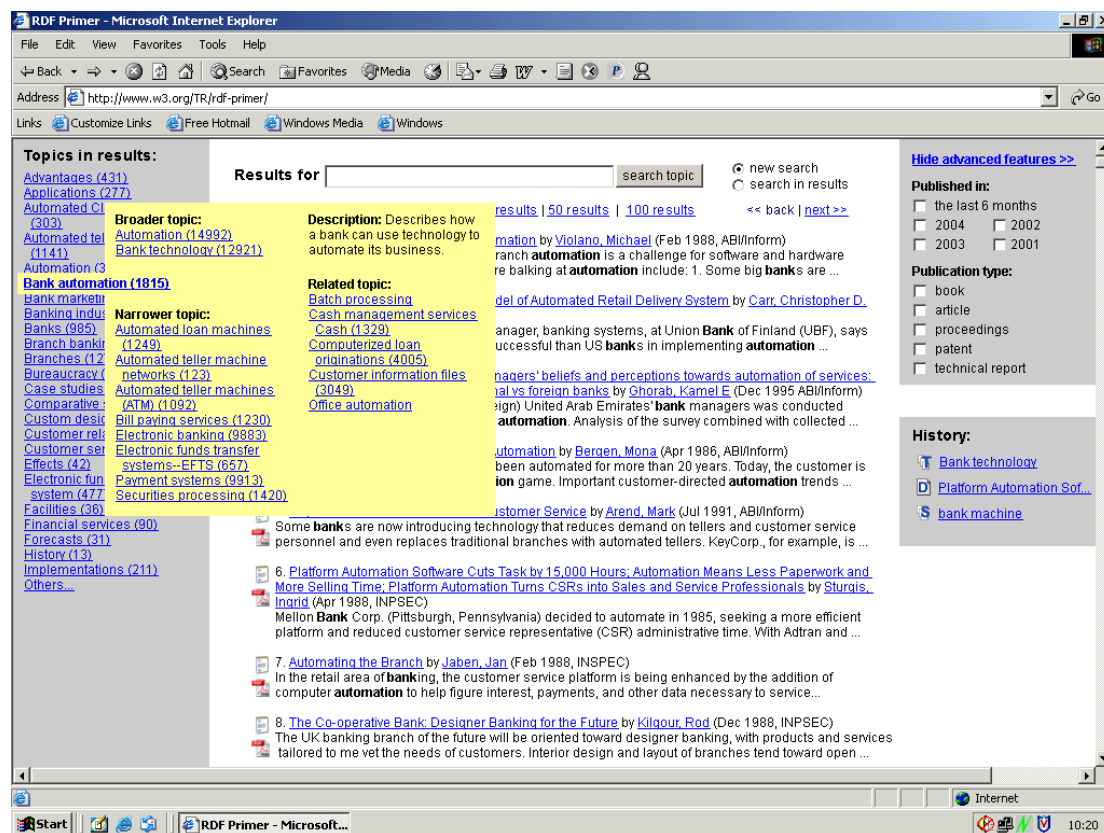 RDF Primer - Microsoft Internet Explorer
File Edit View Favorites Tools Help
Back Search Favorites Media
Address http://www.w3.org/TR/rdf-primer/ Go
Links Customize Links Free Hotmail Windows Media Windows
Topics in results:
Advantages (431)
Applications (277)
Automated Cl
(303)
Automated tel
(1141)
Automation (3
Bank automation (1815)
Bank marketin
Banking indus
Banks (985)
Branch bankin
Branches (12
Bureaucracy (
Case studies
Comparative s
Custom desig
Customer rela
Customer ser
Effects (42)
Electronic fun
system (477
Facilities (36)
Financial services (90)
Forecasts (31)
History (13)
Implementations (211)
Others...
Broader topic:
Automation (14992)
Bank technology (12921)
Narrower topic:
Automated loan machines
(1249)
Automated teller machine
networks (123)
Automated teller machines
(ATM) (1092)
Bill paying services (1230)
Electronic banking (9883)
Electronic funds transfer
systems--EFTS (657)
Payment systems (9913)
Securities processing (1420)
Description: Describes how
a bank can use technology to
automate its business.
Related topic:
Batch processing
Cash management services
Cash (1329)
Computerized loan
originations (4005)
Customer information files
(3049)
Office automation
Results for search topic
new search
search in results
results | 50 results | 100 results << back | next >>
mation by Violano, Michael (Feb 1988, ABI/Inform)
ranch automation is a challenge for software and hardware
re balking at automation include: 1. Some big banks are ...
del of Automated Retail Delivery System by Carr, Christopher D.
anager, banking systems, at Union Bank of Finland (UBF), says
uccessful than US banks in implementing automation ...
nagers' beliefs and perceptions towards automation of services:
nal vs foreign banks by Ghorab, Kamel E (Dec 1995 ABI/Inform)
eign) United Arab Emirates' bank managers was conducted
automation. Analysis of the survey combined with collected ...
utomation by Bergen, Mona (Apr 1986, ABI/Inform)
been automated for more than 20 years. Today, the customer is
ion game. Important customer-directed automation trends ...
ustomer Service by Arend, Mark (Jul 1991, ABI/Inform)
Some banks are now introducing technology that reduces demand on tellers and customer service
personnel and even replaces traditional branches with automated tellers. KeyCorp., for example, is ...
6. Platform Automation Software Cuts Task by 15,000 Hours; Automation Means Less Paperwork and
More Selling Time; Platform Automation Turns CSRs into Sales and Service Professionals by Sturgis,
Ingrid (Apr 1988, INPSEC)
Mellon Bank Corp. (Pittsburgh, Pennsylvania) decided to automate in 1985, seeking a more efficient
platform and reduced customer service representative (CSR) administrative time. With Adtran and ...
7. Automating the Branch by Jaben, Jan (Feb 1988, INSPEC)
In the retail area of banking, the customer service platform is being enhanced by the addition of
computer automation to help figure interest, payments, and other data necessary to service...
8. The Co-operative Bank: Designer Banking for the Future by Kilgour, Rod (Dec 1988, INPSEC)
The UK banking branch of the future will be oriented toward designer banking, with products and services
tailored to me vet the needs of customers. Interior design and layout of branches tend toward open ...
Hide advanced features >>
Published in:
the last 6 months
2004 2002
2003 2001
Publication type:
book
article
proceedings
patent
technical report
History:
T Bank technology
D Platform Automation Sof...
S bank machine
Internet
Start RDF Primer - Microsoft... 10:20